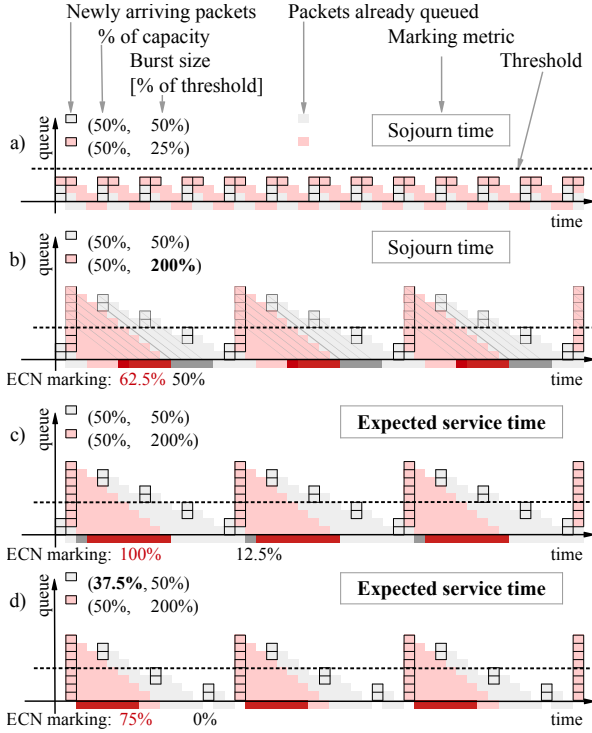 Newly arriving packets Packets already queued
% of capacity Marking metric
Burst size Threshold
[% of threshold]
a) queue (50%, 50%) Sojourn time
(50%, 25%)
time
b) queue (50%, 50%) Sojourn time
(50%, 200%)
ECN marking: 62.5% 50% time
c) queue (50%, 50%) Expected service time
(50%, 200%)
ECN marking: 100% 12.5% time
d) queue (37.5%, 50%) Expected service time
(50%, 200%)
ECN marking: 75% 0% time